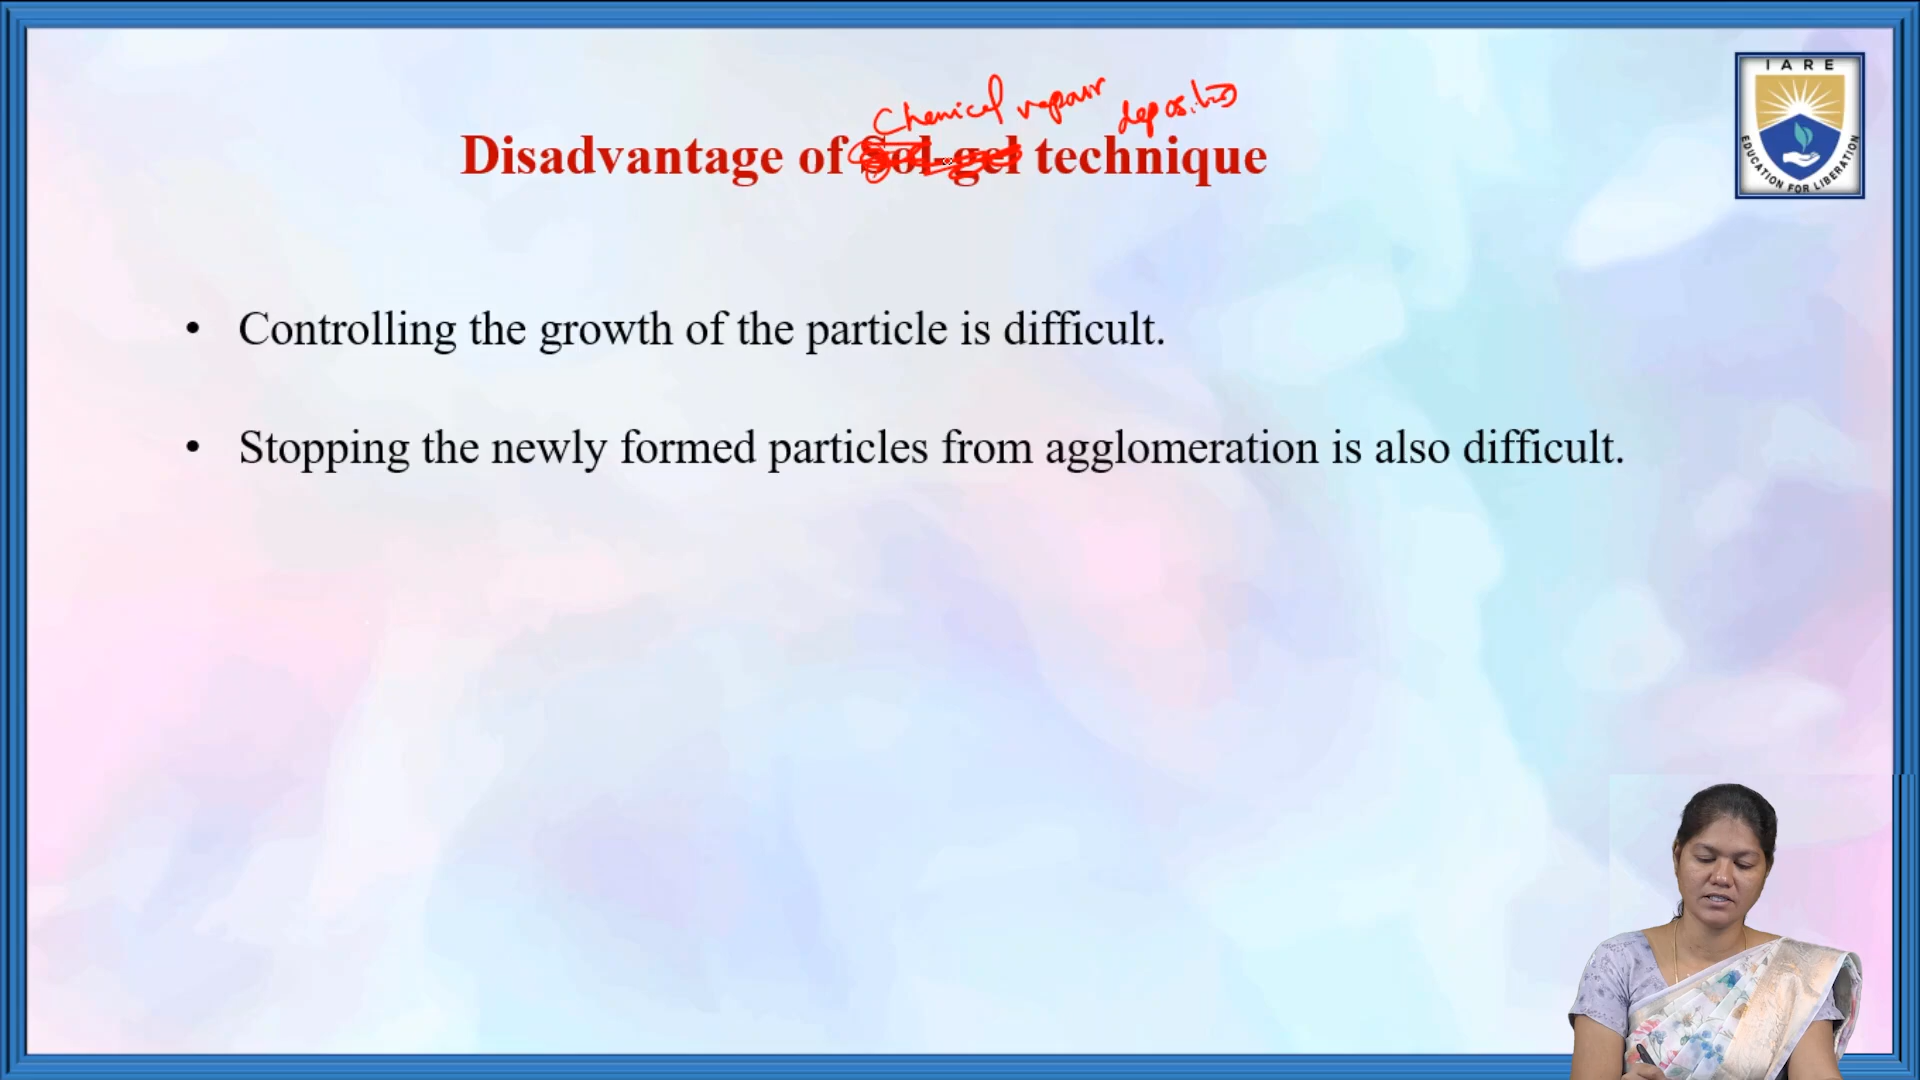 IARE
EDUCATION FOR LIBERATION
Chemical vapour deposition
Disadvantage of Sol-gel technique
• Controlling the growth of the particle is difficult.
• Stopping the newly formed particles from agglomeration is also difficult.